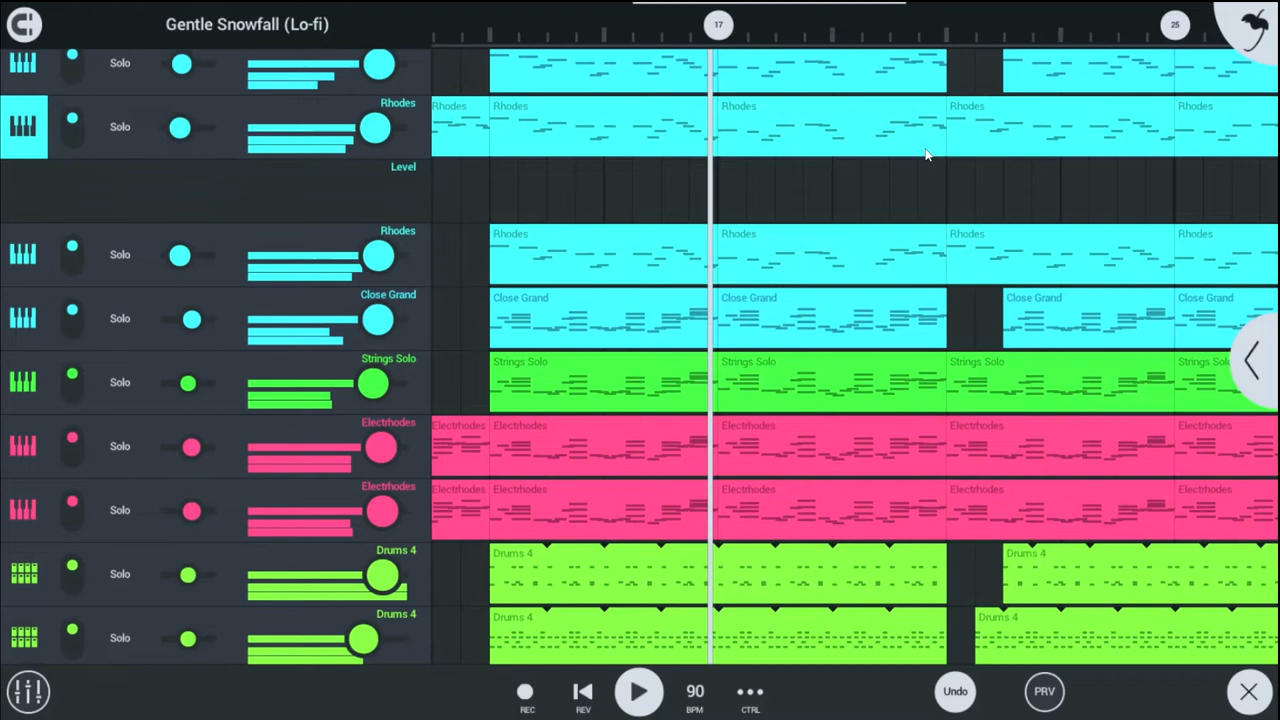 Gentle Snowfall (Lo-fi)
17
25
Solo
Rhodes
Solo
Rhodes Rhodes Rhodes Rhodes Rhodes
Level
Rhodes
Solo
Rhodes Rhodes Rhodes Rhodes
Close Grand
Solo
Close Grand Close Grand Close Grand Close Grand
Strings Solo
Solo
Strings Solo Strings Solo Strings Solo Strings Solo
Electrhodes
Solo
Electrhodes Electrhodes Electrhodes Electrhodes Electrhodes
Electrhodes
Solo
Electrhodes Electrhodes Electrhodes Electrhodes Electrhodes
Drums 4
Solo
Drums 4 Drums 4
Drums 4
Solo
Drums 4 Drums 4
REC
REV
90
BPM
CTRL
Undo
PRV